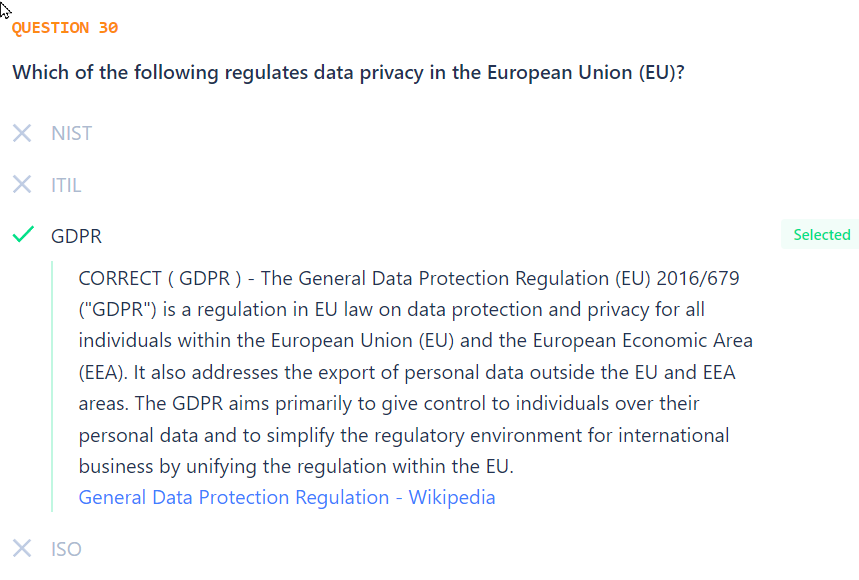 QUESTION 30
Which of the following regulates data privacy in the European Union (EU)?
NIST
ITIL
GDPR
Selected
CORRECT ( GDPR ) - The General Data Protection Regulation (EU) 2016/679
("GDPR") is a regulation in EU law on data protection and privacy for all
individuals within the European Union (EU) and the European Economic Area
(EEA). It also addresses the export of personal data outside the EU and EEA
areas. The GDPR aims primarily to give control to individuals over their
personal data and to simplify the regulatory environment for international
business by unifying the regulation within the EU.
General Data Protection Regulation - Wikipedia
ISO